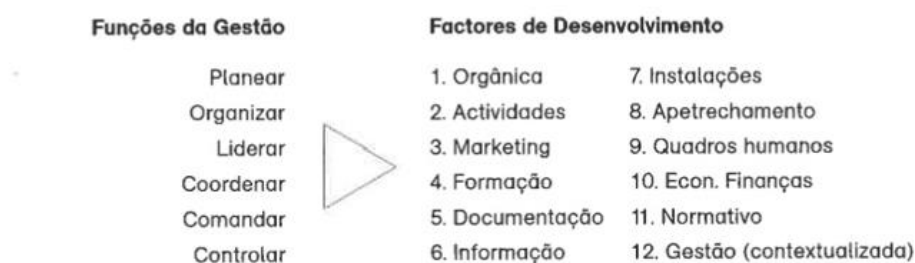 Funções da Gestão
Planear
Organizar
Liderar
Coordenar
Comandar
Controlar
Factores de Desenvolvimento
1. Orgânica
2. Actividades
3. Marketing
4. Formação
5. Documentação
6. Informação
7. Instalações
8. Apetrechamento
9. Quadros humanos
10. Econ. Finanças
11. Normativo
12. Gestão (contextualizada)